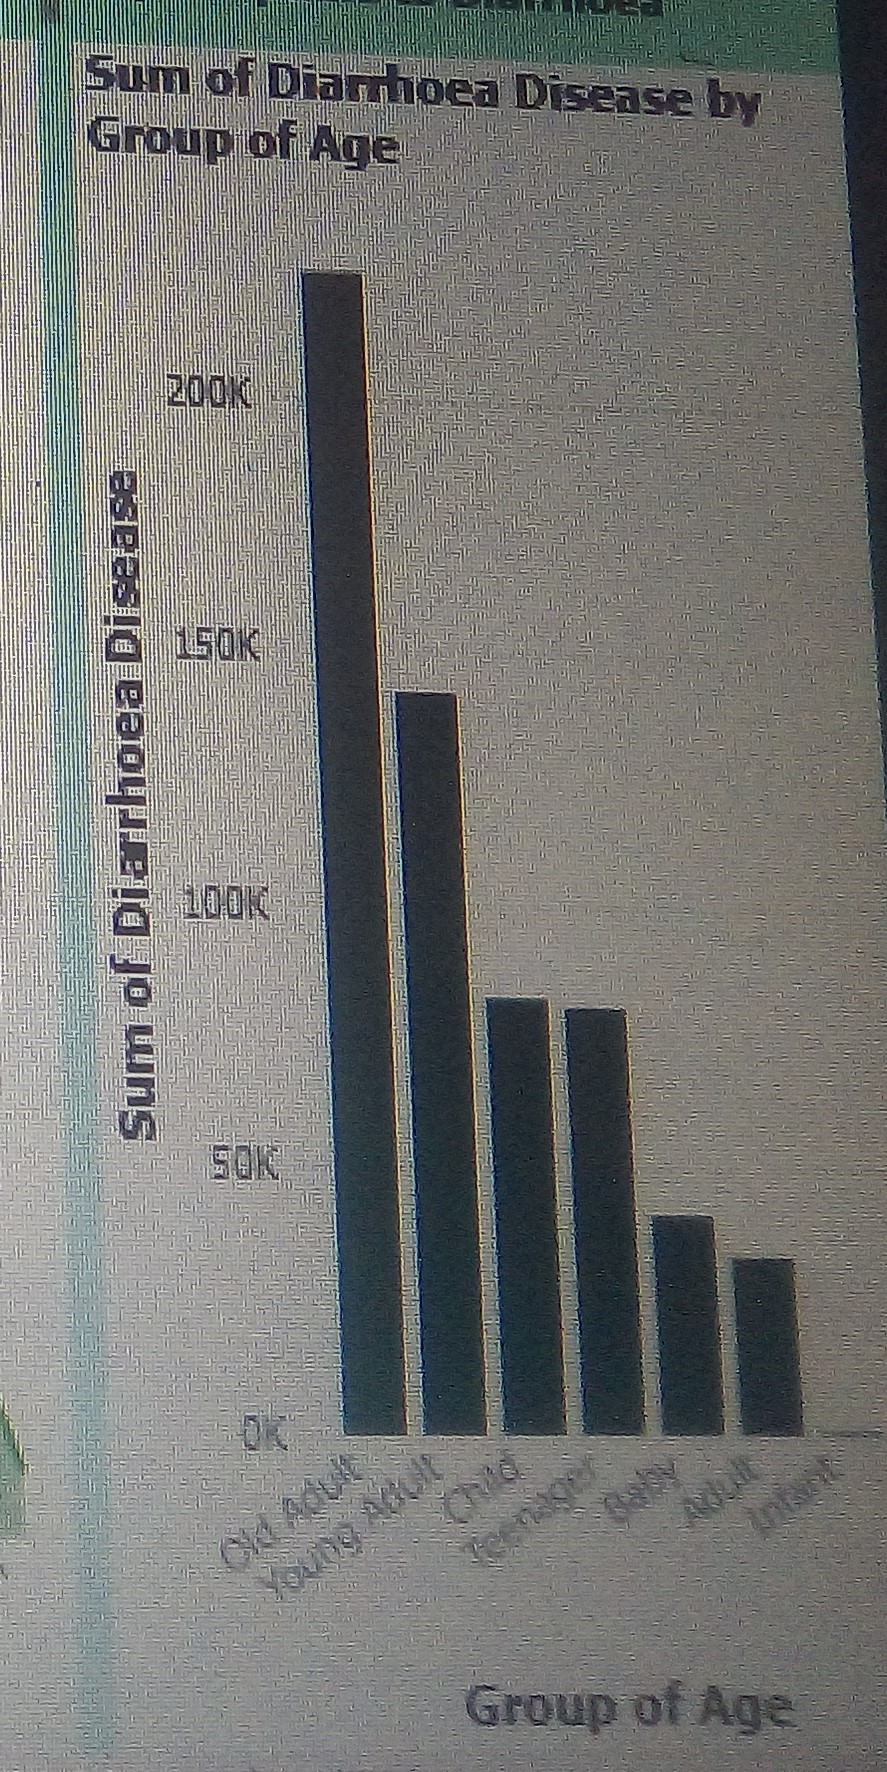 Diarrhoea
Sum of Diarrhoea Disease by
Group of Age
Sum of Diarrhoea Disease
200K
150K
100K
50K
0K
Old Adult
Young Adult
Child
Teenager
Baby
Adult
Infant
Group of Age